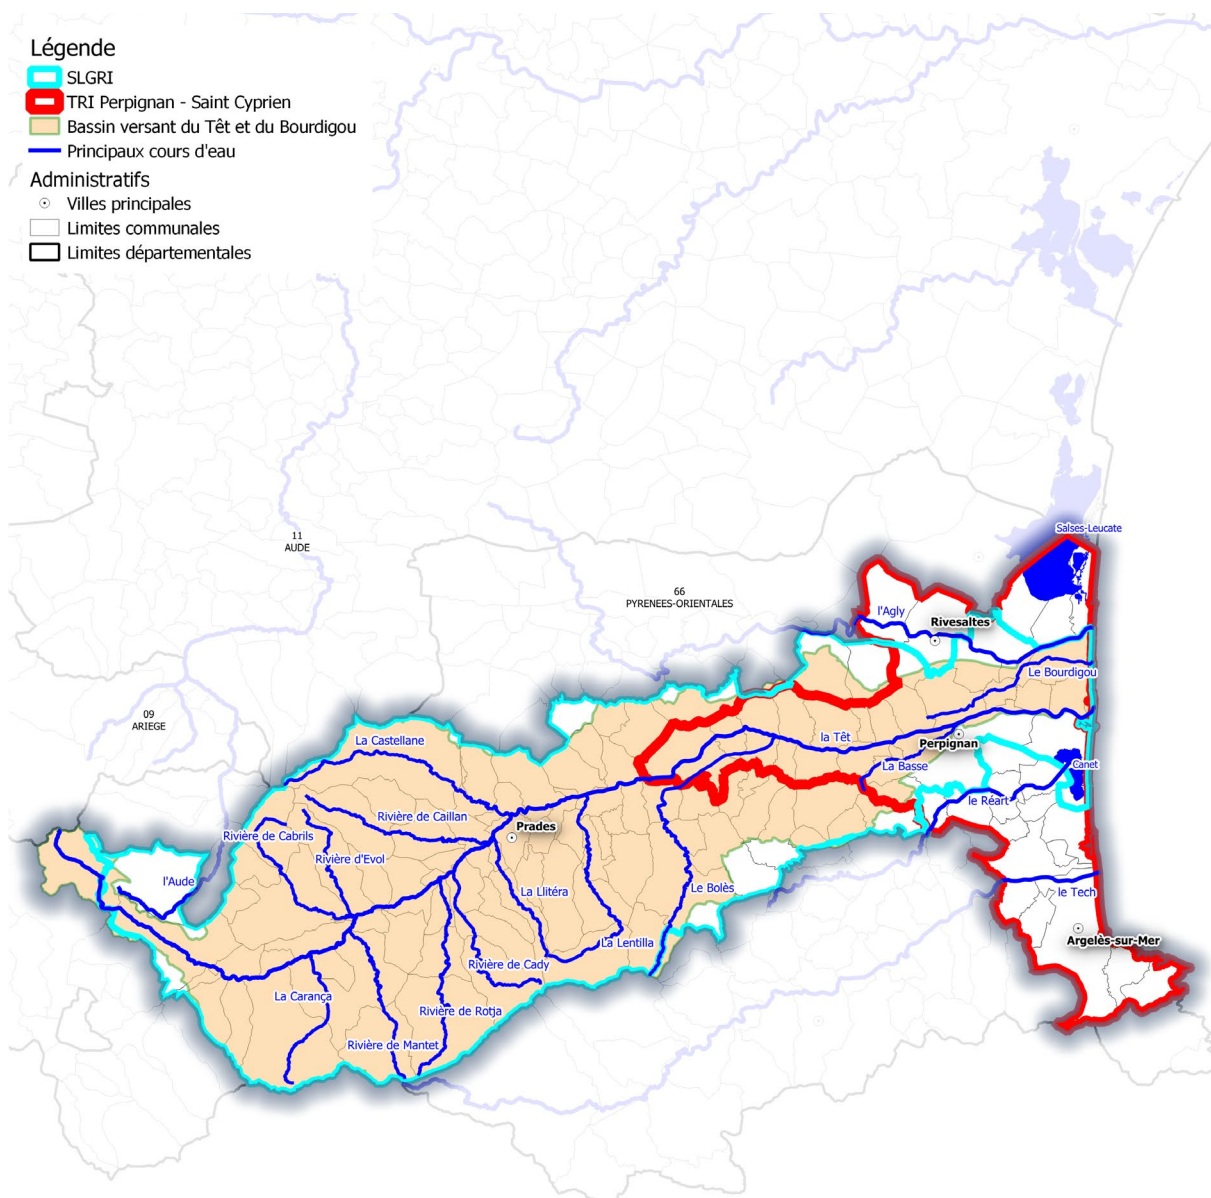 Légende
SLGRI
TRI Perpignan - Saint Cyprien
Bassin versant du Têt et du Bourdigou
Principaux cours d'eau
Administratifs
Villes principales
Limites communales
Limites départementales
Salses-Leucate
11
AUDE
66
PYRENEES-ORIENTALES
l'Agly
Rivesaltes
Le Bourdigou
09
ARIEGE
La Castellane
la Têt
Perpignan
La Basse
Canet
le Réart
Rivière de Caillan
Prades
Rivière de Cabrils
Rivière d'Evol
l'Aude
La Llitéra
Le Bolès
le Tech
Argelès-sur-Mer
La Lentilla
Rivière de Cady
La Carança
Rivière de Rotja
Rivière de Mantet